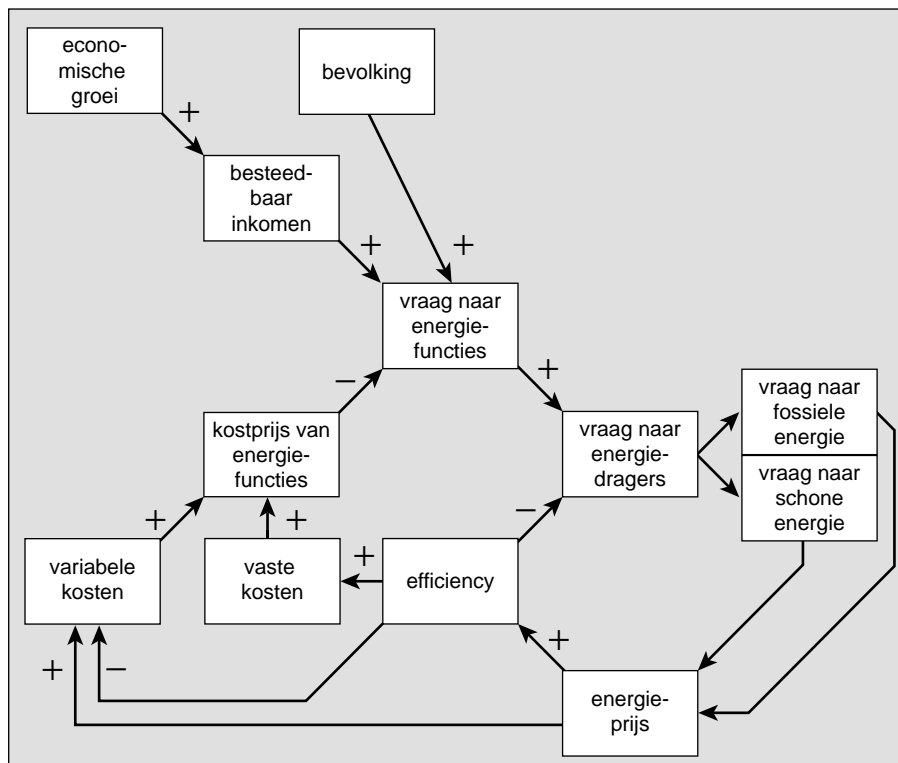 econo-
mische
groei
bevolking
+
besteed-
baar
inkomen
+
+
vraag naar
energie-
functies
−
+
kostprijs van
energie-
functies
vraag naar
energie-
dragers
vraag naar
fossiele
energie
vraag naar
schone
energie
+
+
−
variabele
kosten
vaste
kosten
+
efficiency
+
−
+
energie-
prijs